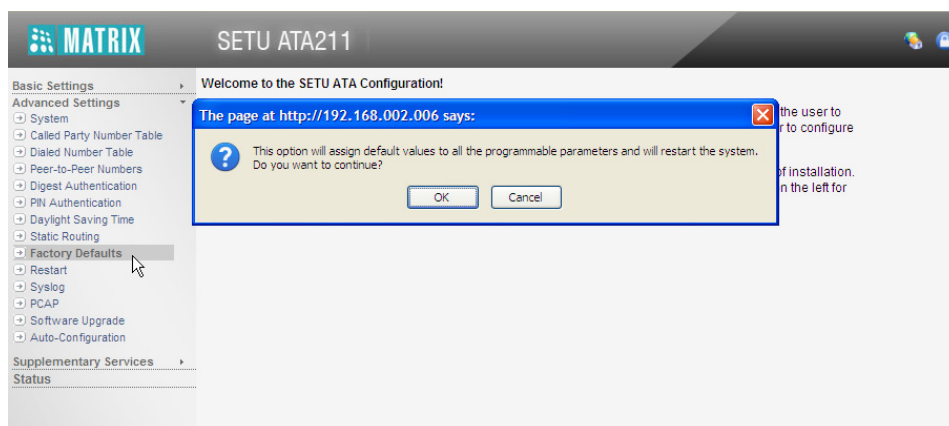 MATRIX
SETU ATA211
Basic Settings
Advanced Settings
System
Called Party Number Table
Dialed Number Table
Peer-to-Peer Numbers
Digest Authentication
PIN Authentication
Daylight Saving Time
Static Routing
Factory Defaults
Restart
Syslog
PCAP
Software Upgrade
Auto-Configuration
Supplementary Services
Status
Welcome to the SETU ATA Configuration!
The page at http://192.168.002.006 says:
This option will assign default values to all the programmable parameters and will restart the system.
Do you want to continue?
OK
Cancel
the user to
to configure
of installation.
the left for